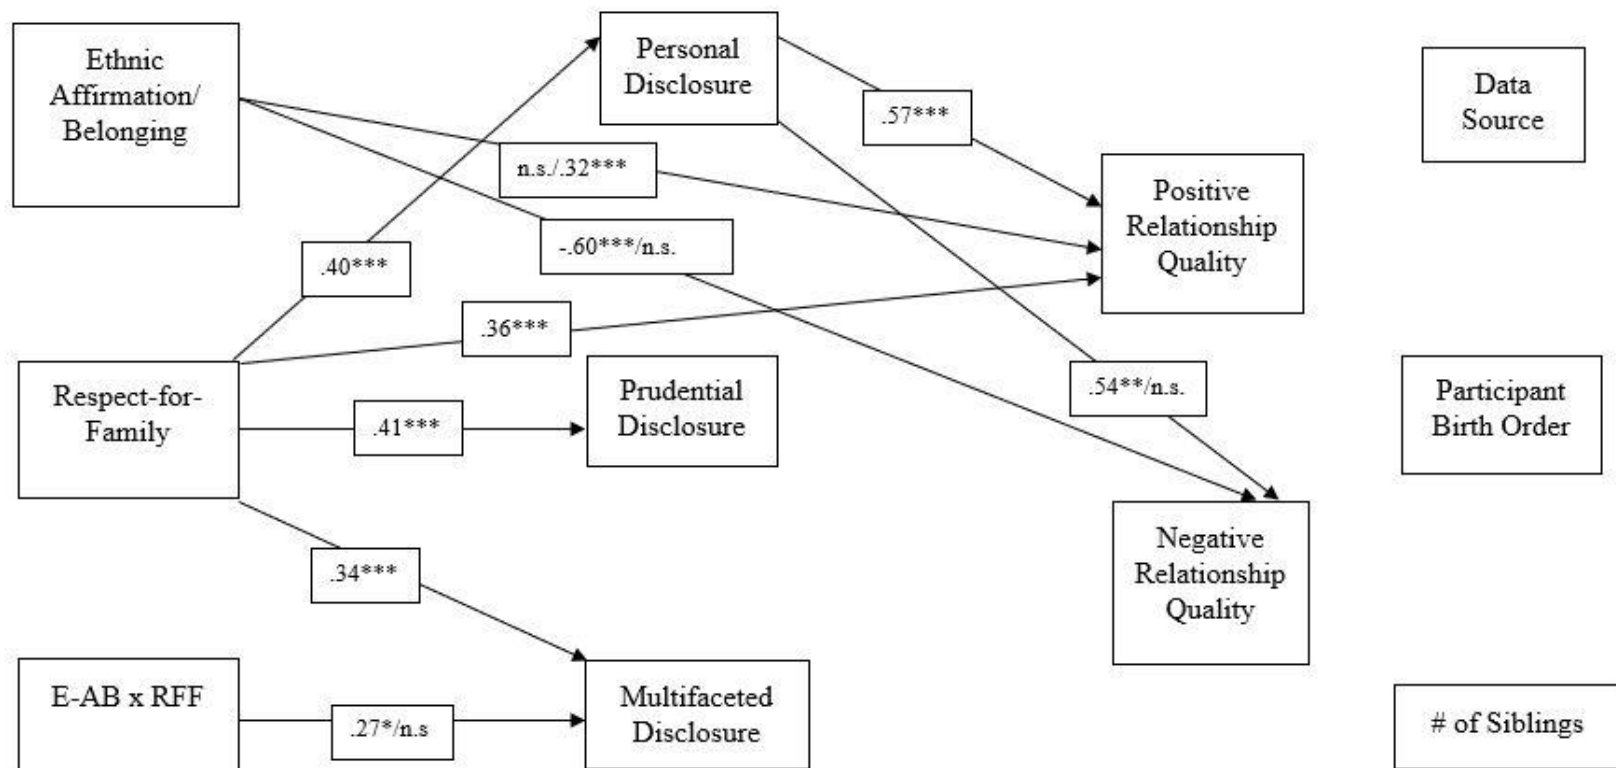 Ethnic
Affirmation/
Belonging
Personal
Disclosure
Data
Source
.57***
n.s./.32***
Positive
Relationship
Quality
-.60***/n.s.
.40***
.36***
Respect-for-
Family
.41***
Prudential
Disclosure
.54**/n.s.
Participant
Birth Order
.34***
Negative
Relationship
Quality
E-AB x RFF
.27*/n.s
Multifaceted
Disclosure
# of Siblings